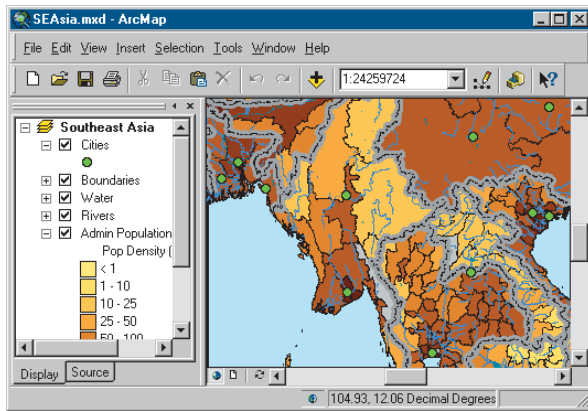 SEAsia.mxd - ArcMap
File Edit View Insert Selection Tools Window Help
1:24259724
Southeast Asia
Cities
Boundaries
Water
Rivers
Admin Population
Pop Density (
< 1
1 - 10
10 - 25
25 - 50
50 - 100
Display Source
104.93, 12.06 Decimal Degrees